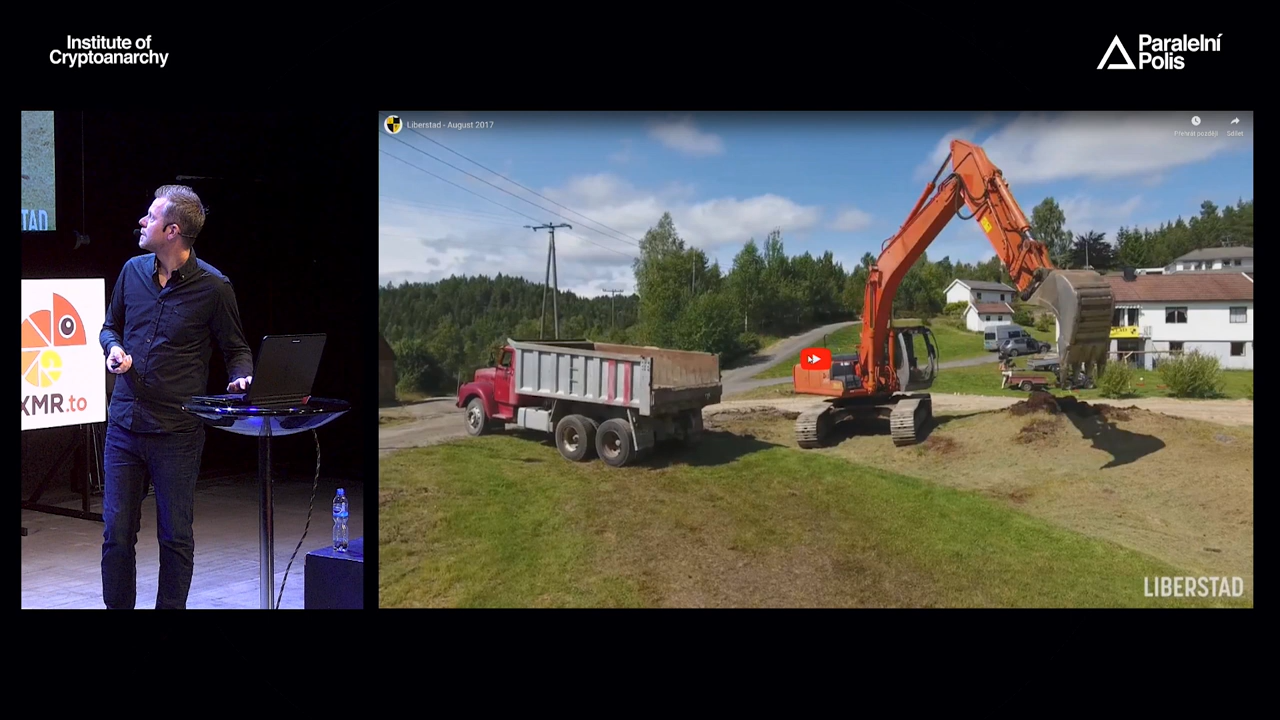 Institute of
Cryptoanarchy
Paralelní
Polis
Liberstad - August 2017
Přehrát později
Sdílet
TAD
XMR.to
LIBERSTAD